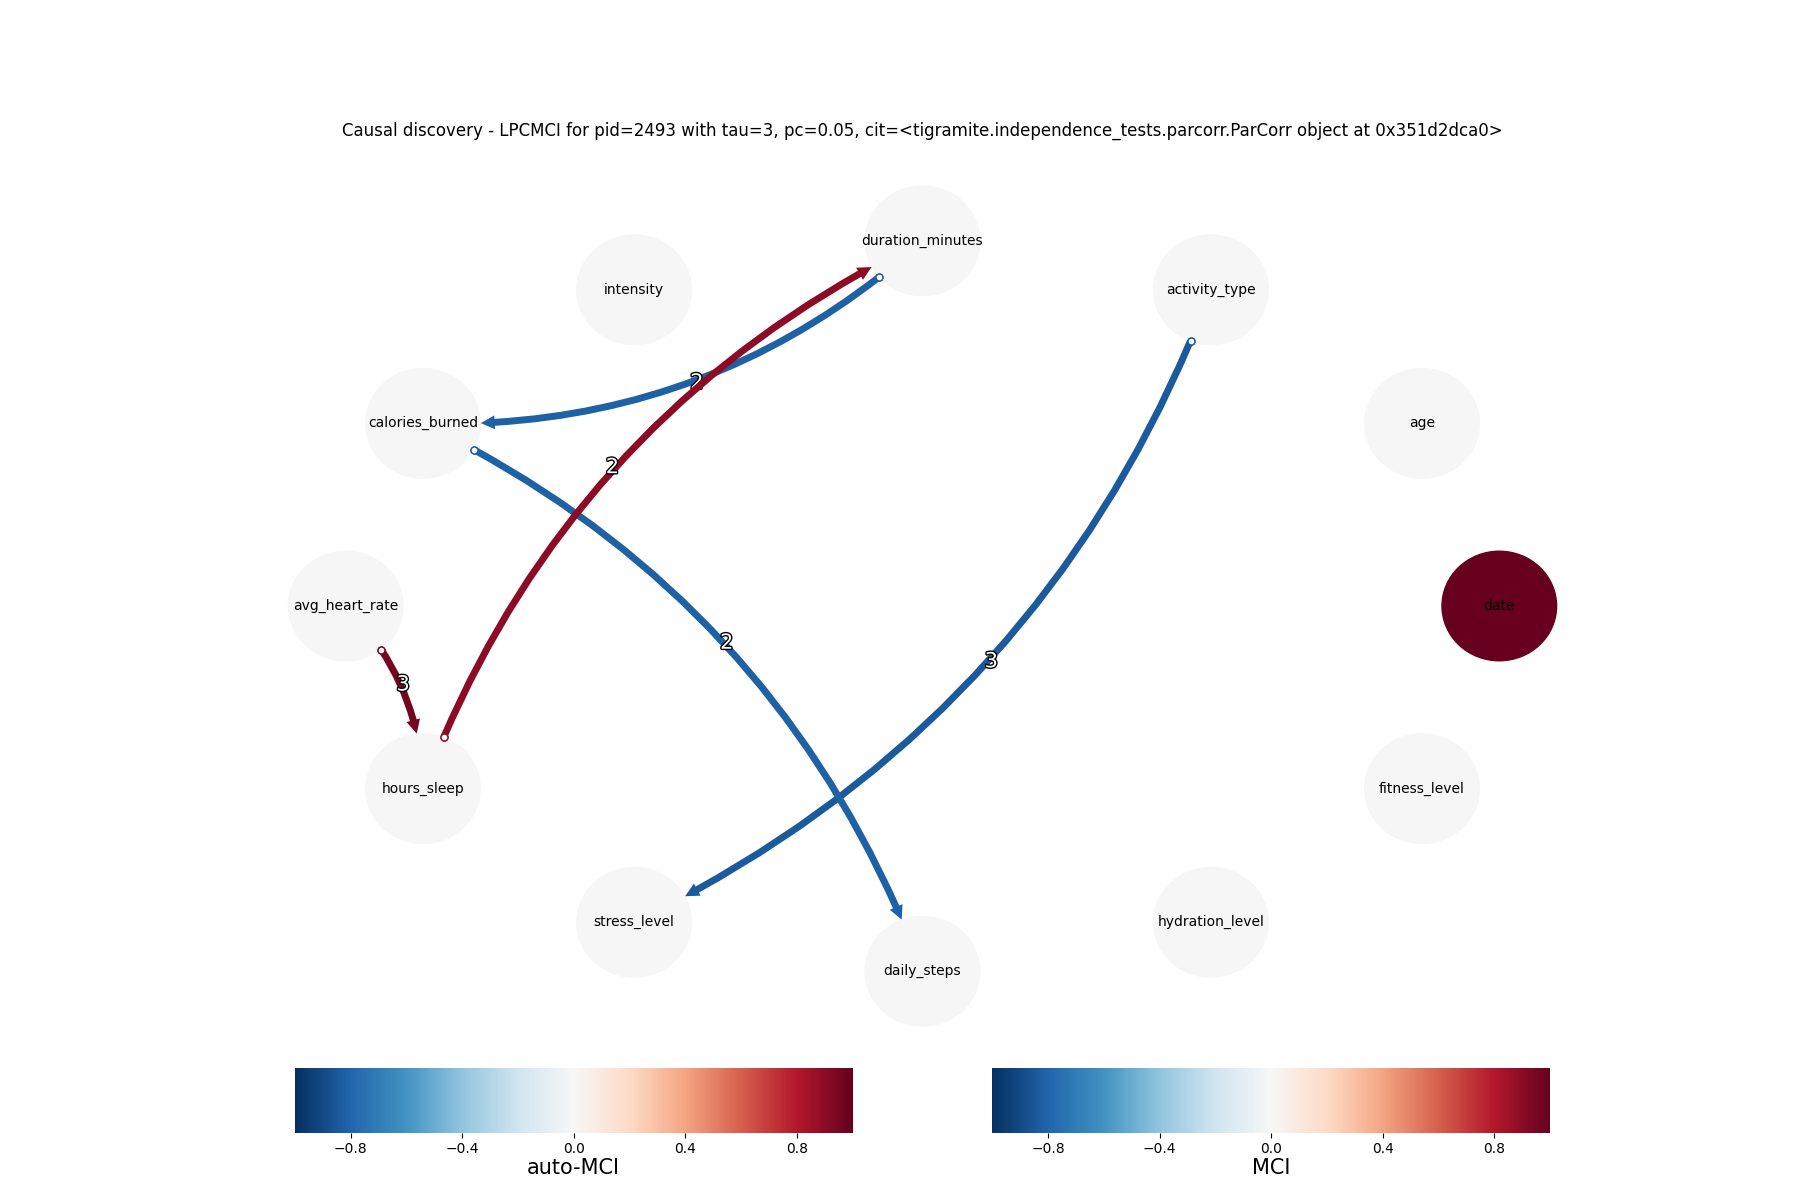 Causal discovery - LPCMCI for pid=2493 with tau=3, pc=0.05, cit=<tigramite.independence_tests.parcorr.ParCorr object at 0x351d2dca0>
duration_minutes
intensity
activity_type
2
calories_burned
age
2
avg_heart_rate
date
2
3
3
hours_sleep
fitness_level
stress_level
hydration_level
daily_steps
−0.8 −0.4 0.0 0.4 0.8
auto-MCI
−0.8 −0.4 0.0 0.4 0.8
MCI